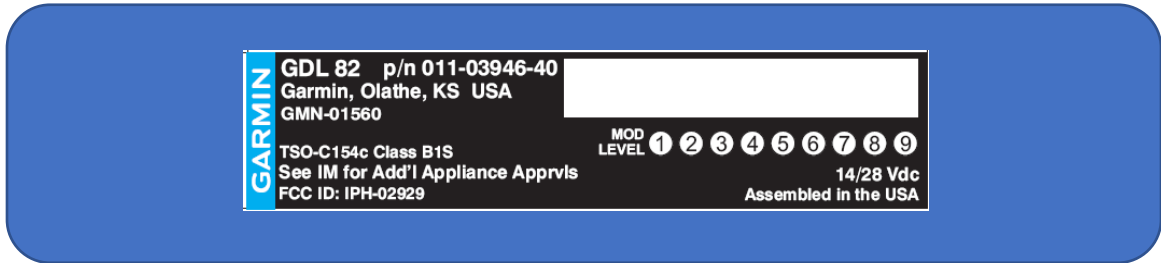 GARMIN
GDL 82 p/n 011-03946-40
Garmin, Olathe, KS USA
GMN-01560
MOD
LEVEL 1 2 3 4 5 6 7 8 9
TSO-C154c Class B1S
See IM for Add'l Appliance Apprvls
14/28 Vdc
FCC ID: IPH-02929
Assembled in the USA